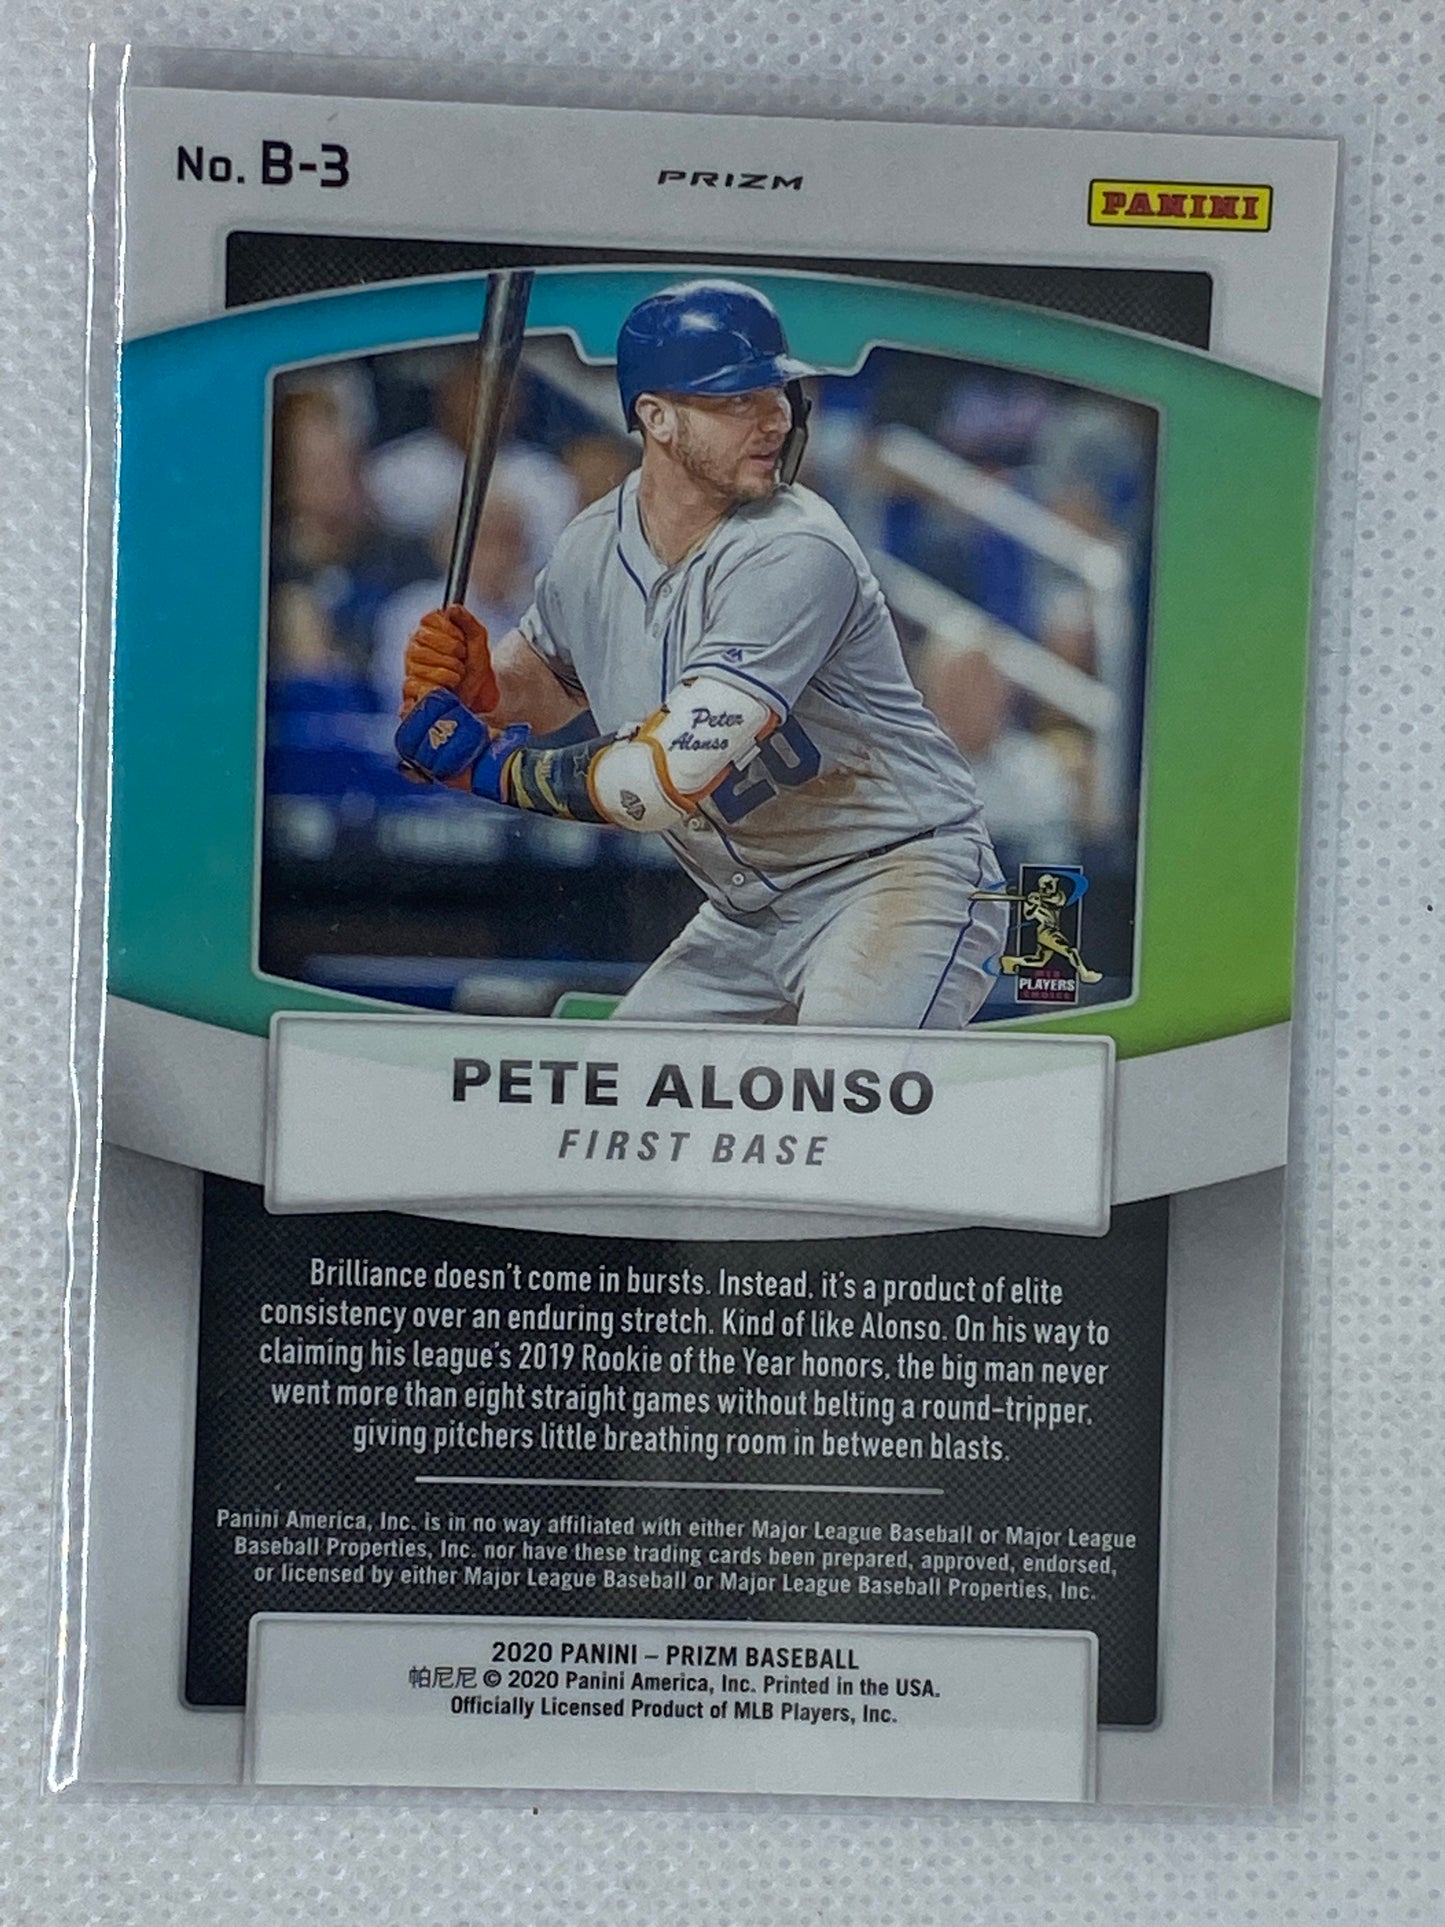 No. B-3
PRIZM
PANINI
Peter
Alonso
20
PLAYERS
CHOICE
PETE ALONSO
FIRST BASE
Brilliance doesn't come in bursts. Instead, it's a product of elite
consistency over an enduring stretch. Kind of like Alonso. On his way to
claiming his league's 2019 Rookie of the Year honors, the big man never
went more than eight straight games without belting a round-tripper,
giving pitchers little breathing room in between blasts.
Panini America, Inc. is in no way affiliated with either Major League Baseball or Major League
Baseball Properties, Inc. nor have these trading cards been prepared, approved, endorsed,
or licensed by either Major League Baseball or Major League Baseball Properties, Inc.
2020 PANINI – PRIZM BASEBALL
帕尼尼 © 2020 Panini America, Inc. Printed in the USA.
Officially Licensed Product of MLB Players, Inc.